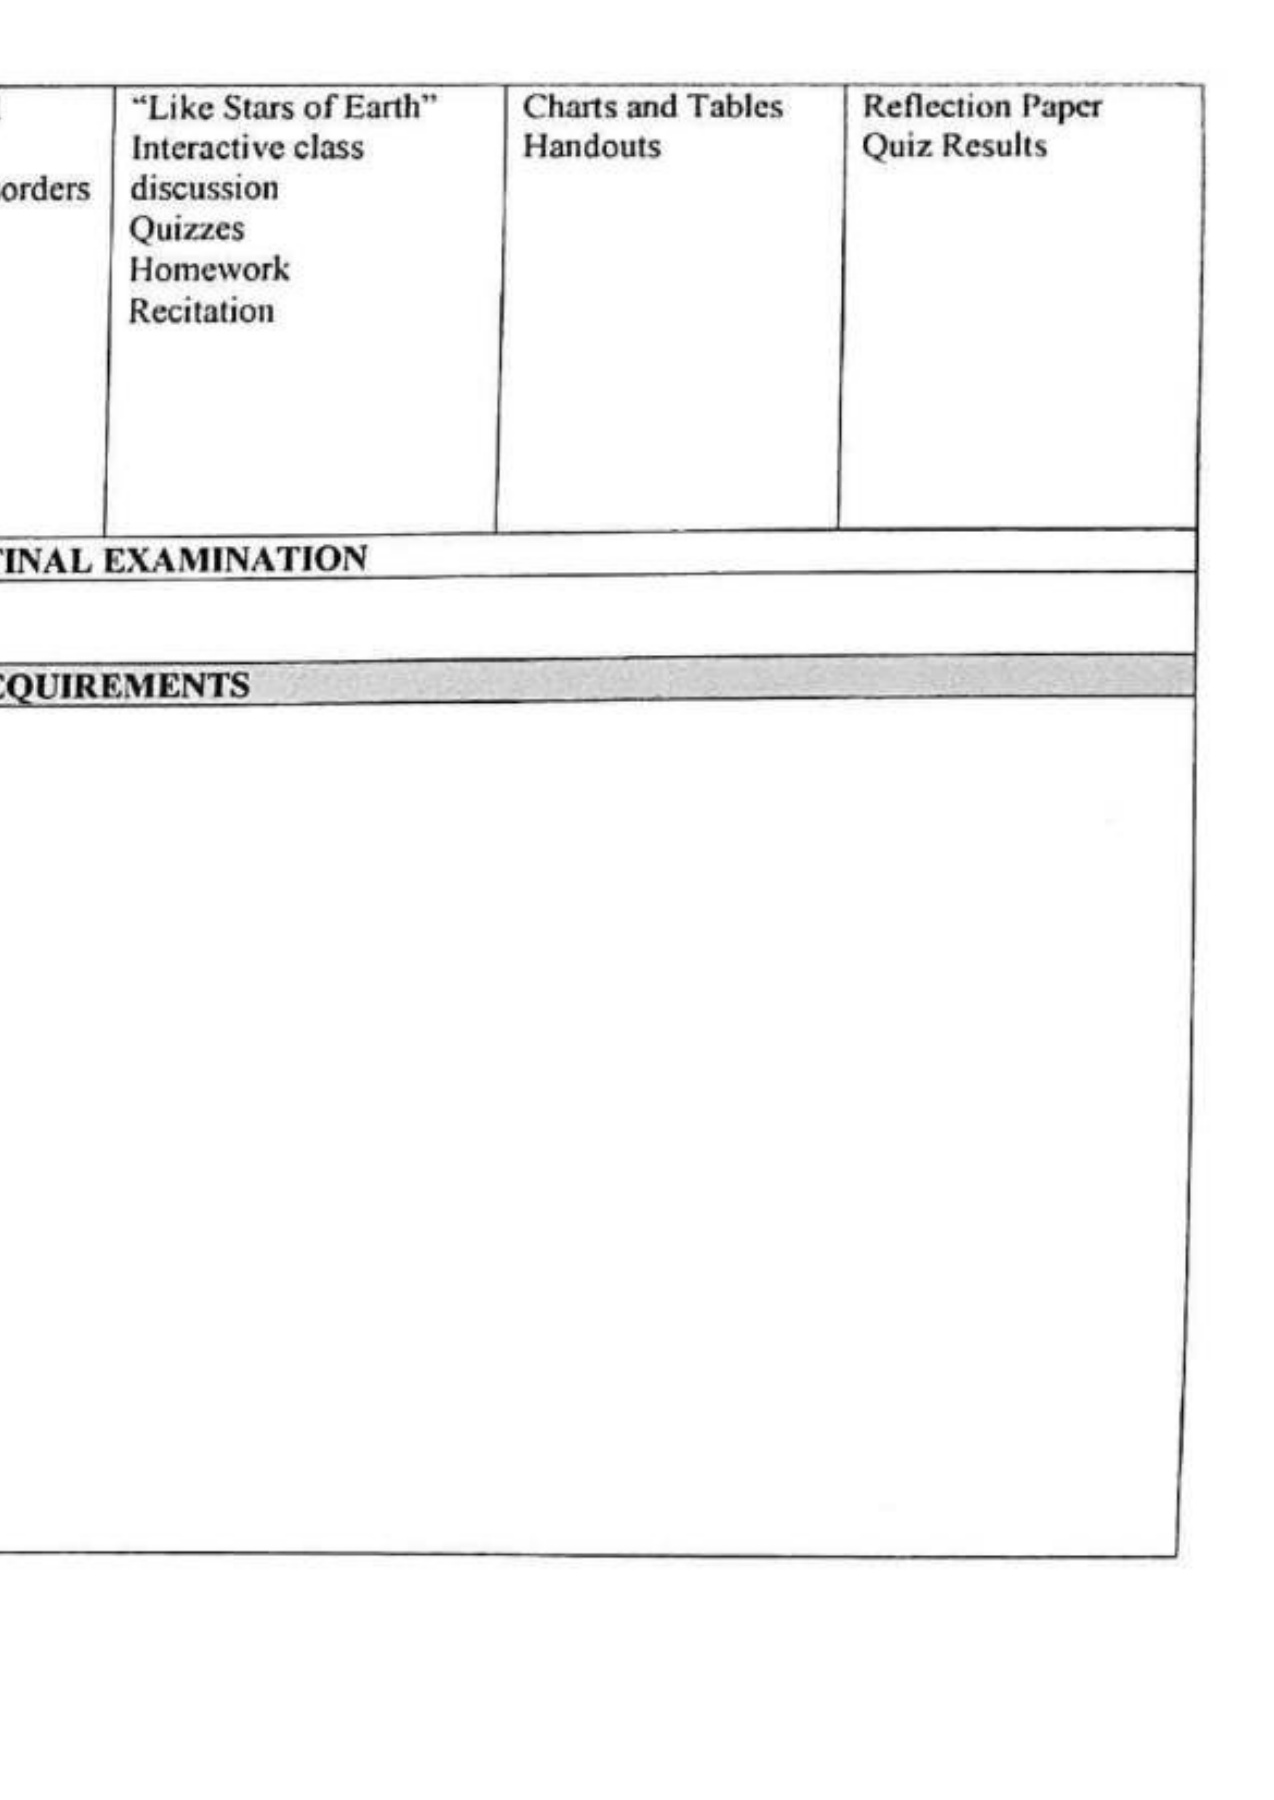 "Like Stars of Earth"
Interactive class
orders discussion
Quizzes
Homework
Recitation
Charts and Tables
Handouts
Reflection Paper
Quiz Results
INAL EXAMINATION
QUIREMENTS